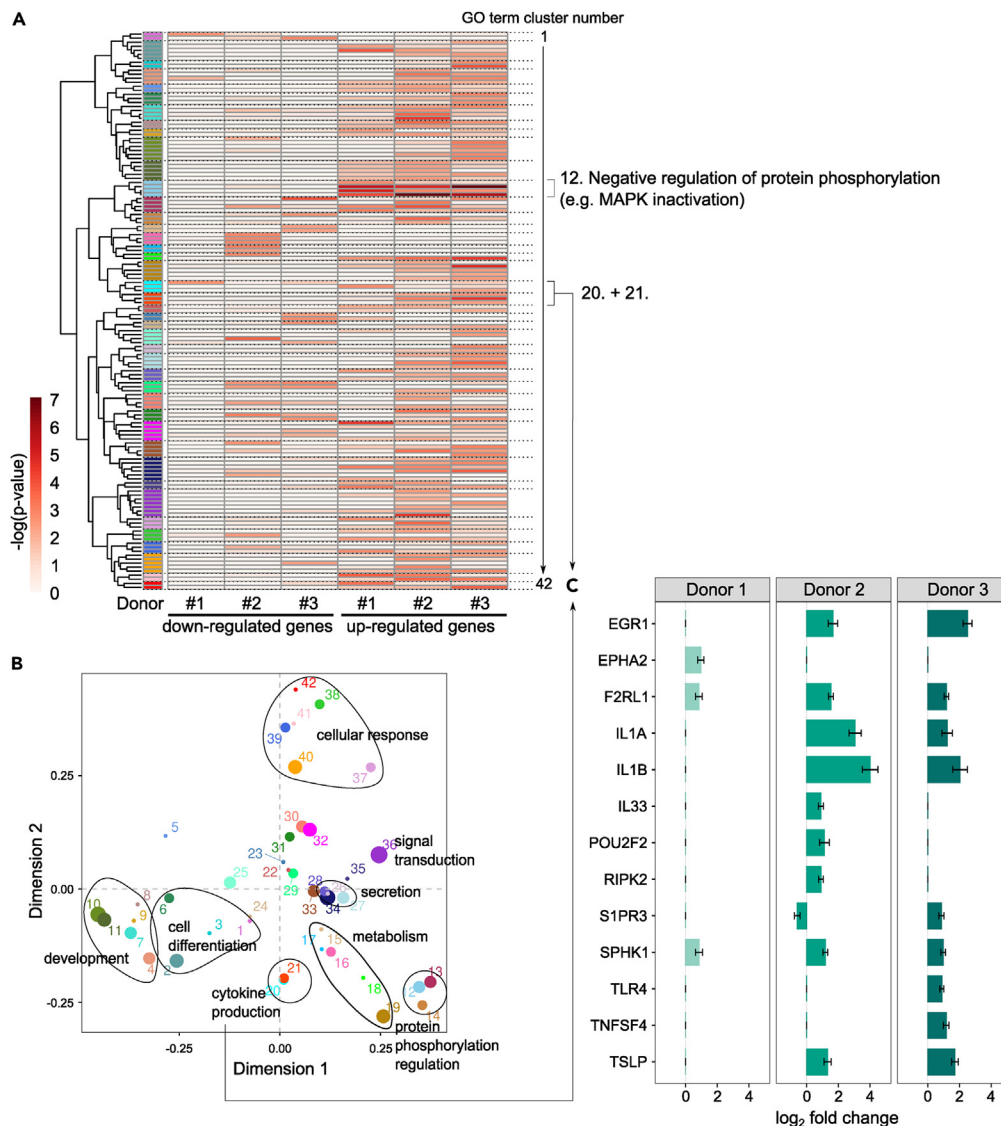 A
GO term cluster number
1
12. Negative regulation of protein phosphorylation
(e.g. MAPK inactivation)
20. + 21.
42
-log(p-value)
7
6
5
4
3
2
1
0
Donor #1 #2 #3 #1 #2 #3
down-regulated genes up-regulated genes
B
Dimension 2
0.25
0.00
-0.25
-0.25 0.00 0.25
Dimension 1
42
38
41
39
cellular response
40
37
30
32
5
31
36
signal
transduction
23
35
22
25
29
28
26
secretion
27
33
34
10
8
6
24
9
11
3
1
7
cell
differentiation
development
4
2
metabolism
17
15
16
21
20
18
13
2
14
19
cytokine
production
protein
phosphorylation
regulation
C
Donor 1 Donor 2 Donor 3
EGR1
EPHA2
F2RL1
IL1A
IL1B
IL33
POU2F2
RIPK2
S1PR3
SPHK1
TLR4
TNFSF4
TSLP
0 2 4 0 2 4 0 2 4
log2 fold change